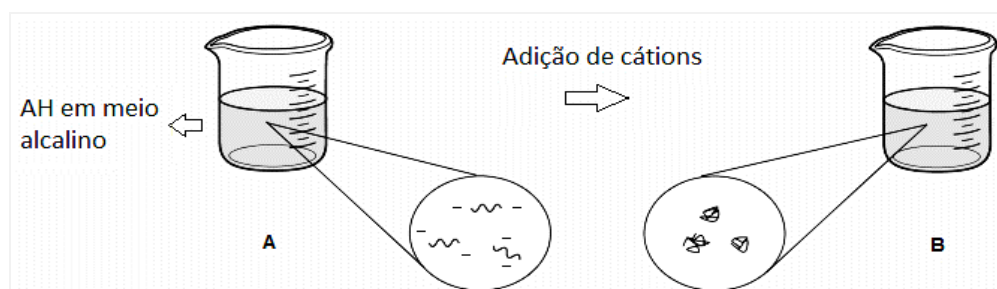 AH em meio
alcalino
Adição de cátions
A
B